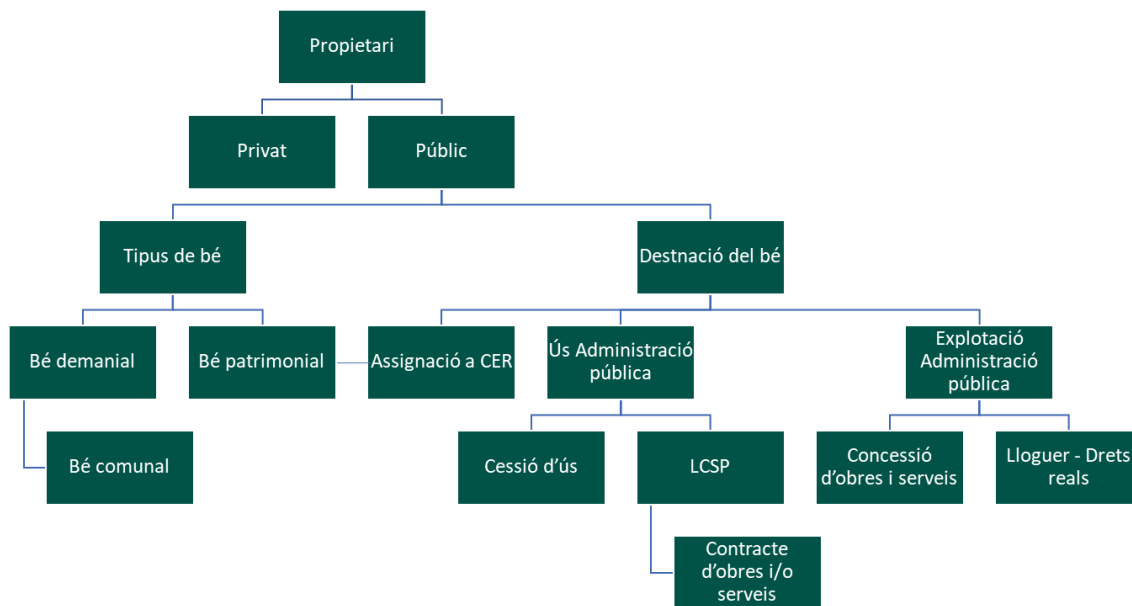 Propietari
Privat
Públic
Tipus de bé
Destnació del bé
Bé demanial
Bé patrimonial
Assignació a CER
Ús Administració
pública
Explotació
Administració
pública
Bé comunal
Cessió d'ús
LCSP
Concessió
d'obres i serveis
Lloguer - Drets
reals
Contracte
d'obres i/o
serveis